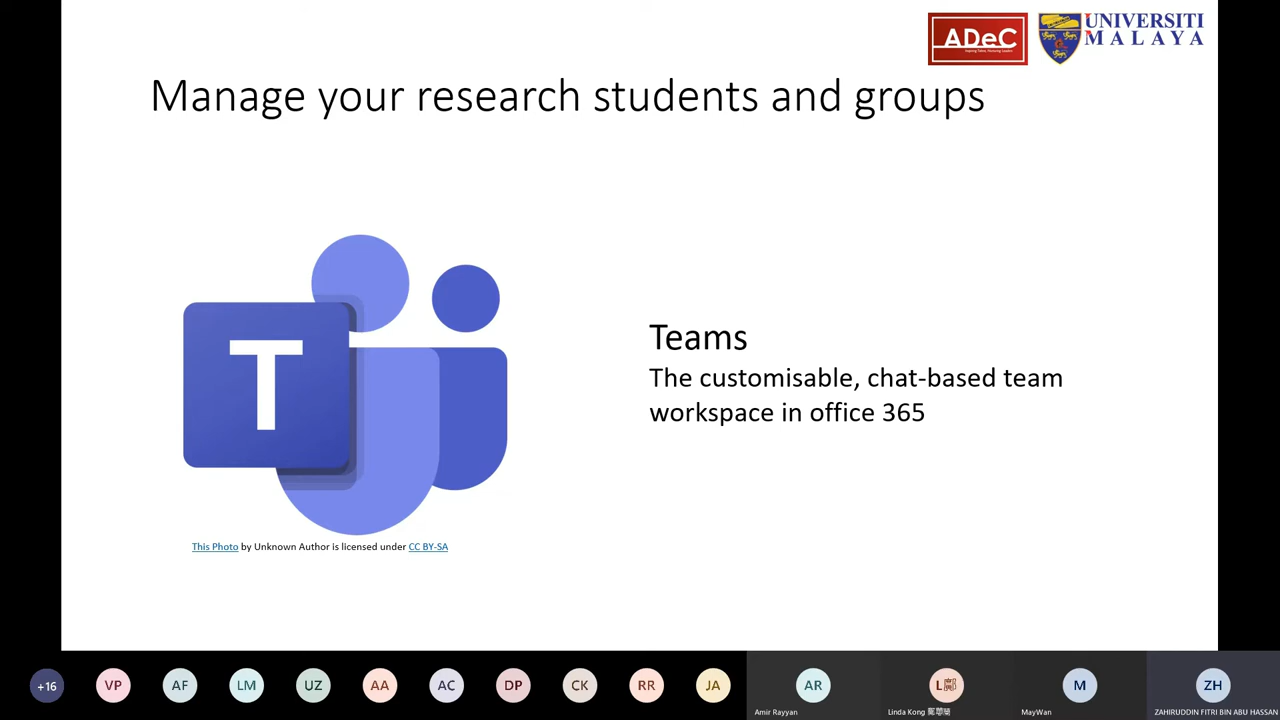 ADeC
UNIVERSITI
MALAYA
Manage your research students and groups
T
Teams
The customisable, chat-based team
workspace in office 365
This Photo by Unknown Author is licensed under CC BY-SA
+16
VP
AF
LM
UZ
AA
AC
DP
CK
RR
JA
AR
Amir Rayyan
Linda Kong
M
MayWan
ZH
ZAHIRUDDIN FITRI BIN ABU HASSAN